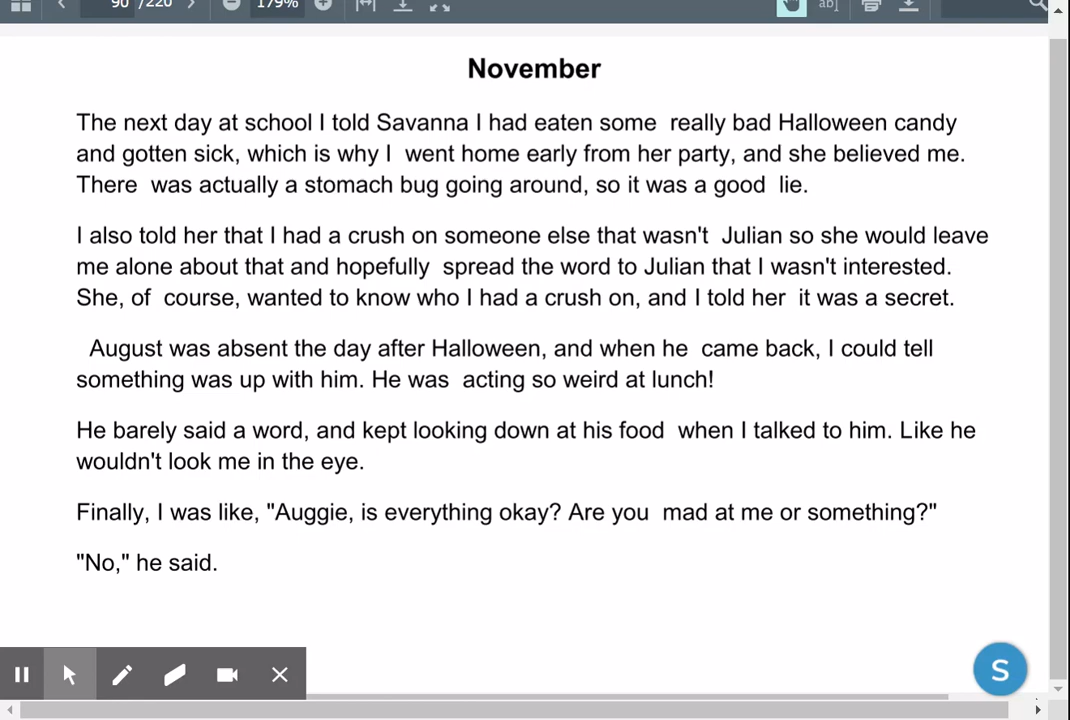 90 /220
179%
ab]
November
The next day at school I told Savanna I had eaten some really bad Halloween candy
and gotten sick, which is why I went home early from her party, and she believed me.
There was actually a stomach bug going around, so it was a good lie.
I also told her that I had a crush on someone else that wasn't Julian so she would leave
me alone about that and hopefully spread the word to Julian that I wasn't interested.
She, of course, wanted to know who I had a crush on, and I told her it was a secret.
August was absent the day after Halloween, and when he came back, I could tell
something was up with him. He was acting so weird at lunch!
He barely said a word, and kept looking down at his food when I talked to him. Like he
wouldn't look me in the eye.
Finally, I was like, "Auggie, is everything okay? Are you mad at me or something?"
"No," he said.
S